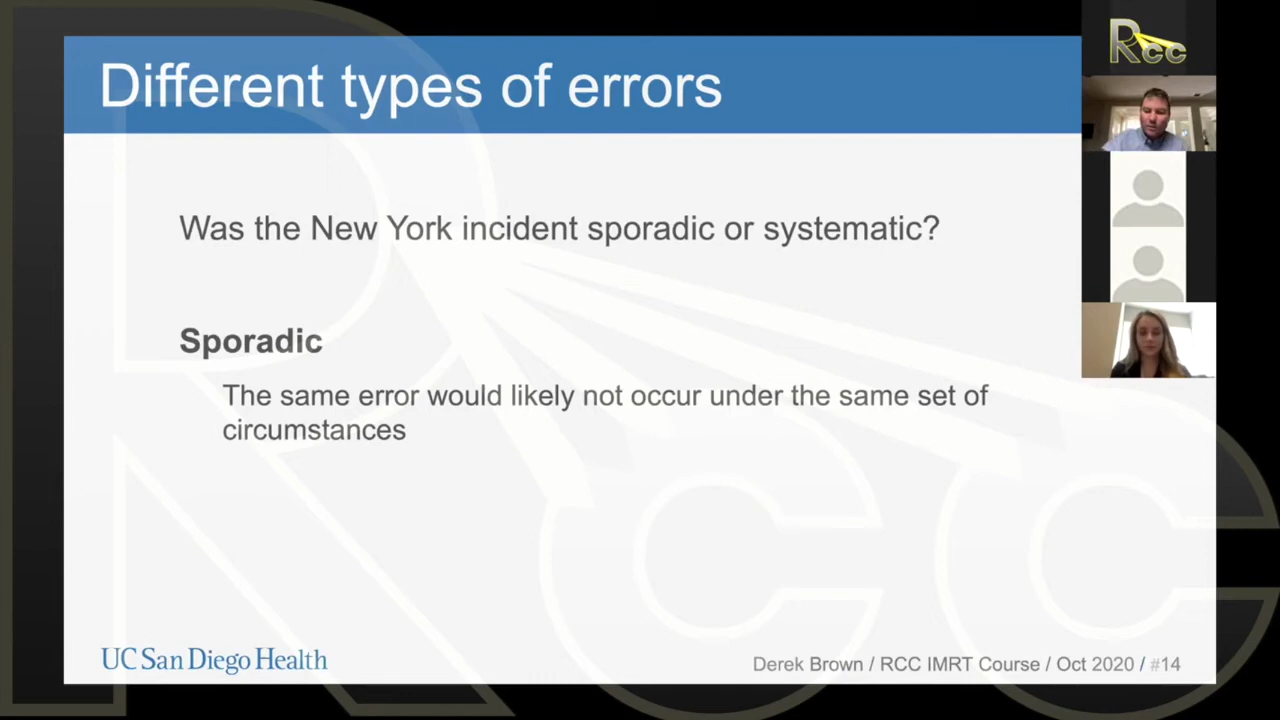 Different types of errors
Was the New York incident sporadic or systematic?
Sporadic
The same error would likely not occur under the same set of
circumstances
UC San Diego Health
Derek Brown / RCC IMRT Course / Oct 2020 / #14
Rcc
Rcc